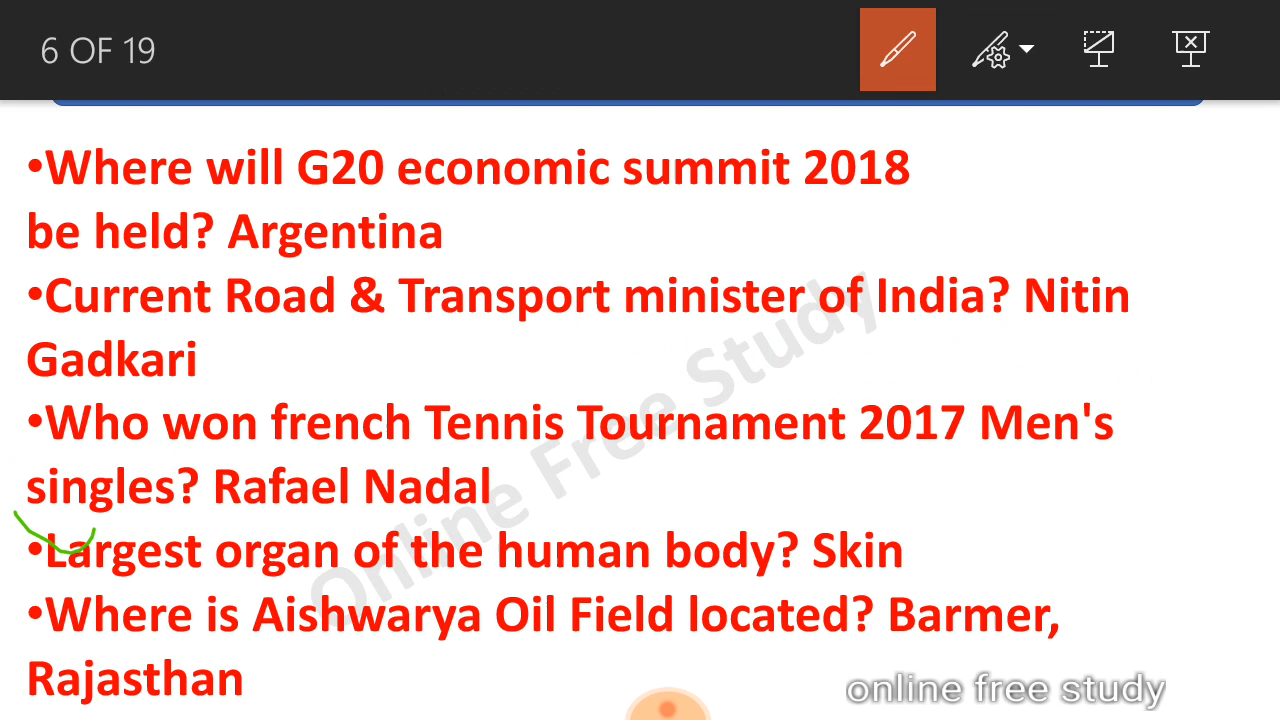 6 OF 19
•Where will G20 economic summit 2018
be held? Argentina
•Current Road & Transport minister of India? Nitin
Gadkari
•Who won french Tennis Tournament 2017 Men's
singles? Rafael Nadal
•Largest organ of the human body? Skin
•Where is Aishwarya Oil Field located? Barmer,
Rajasthan
Online Free Study
online free study